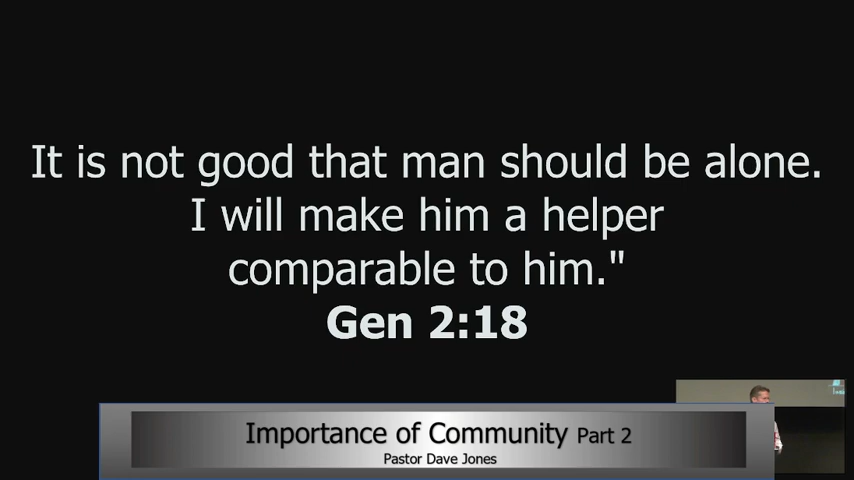 It is not good that man should be alone.
I will make him a helper
comparable to him."
Gen 2:18
Importance of Community Part 2
Pastor Dave Jones